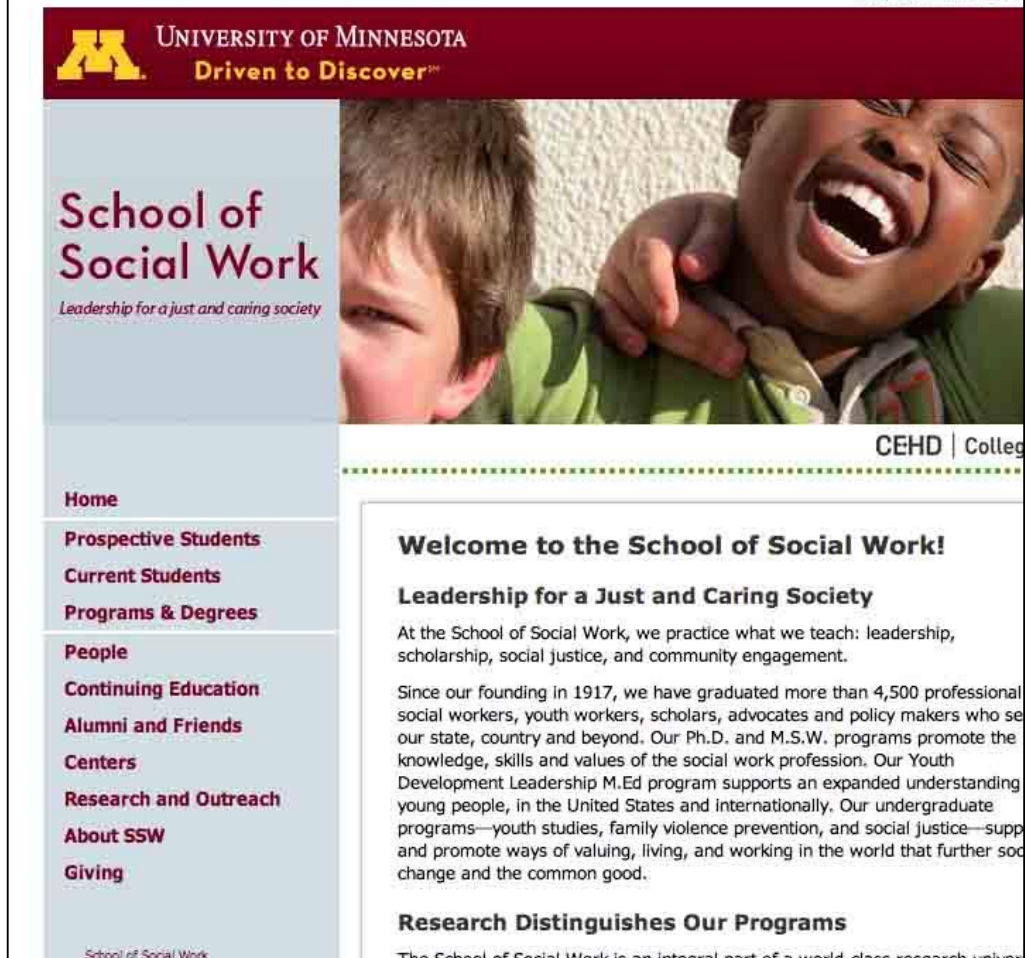 UNIVERSITY OF MINNESOTA
Driven to Discover℠
School of
Social Work
Leadership for a just and caring society
CEHD | Colleg
Home
Prospective Students
Current Students
Programs & Degrees
People
Continuing Education
Alumni and Friends
Centers
Research and Outreach
About SSW
Giving
School of Social Work
Welcome to the School of Social Work!
Leadership for a Just and Caring Society
At the School of Social Work, we practice what we teach: leadership,
scholarship, social justice, and community engagement.
Since our founding in 1917, we have graduated more than 4,500 professional
social workers, youth workers, scholars, advocates and policy makers who se
our state, country and beyond. Our Ph.D. and M.S.W. programs promote the
knowledge, skills and values of the social work profession. Our Youth
Development Leadership M.Ed program supports an expanded understanding
young people, in the United States and internationally. Our undergraduate
programs—youth studies, family violence prevention, and social justice—supp
and promote ways of valuing, living, and working in the world that further soc
change and the common good.
Research Distinguishes Our Programs
The School of Social Work is an integral part of a world-class research univer